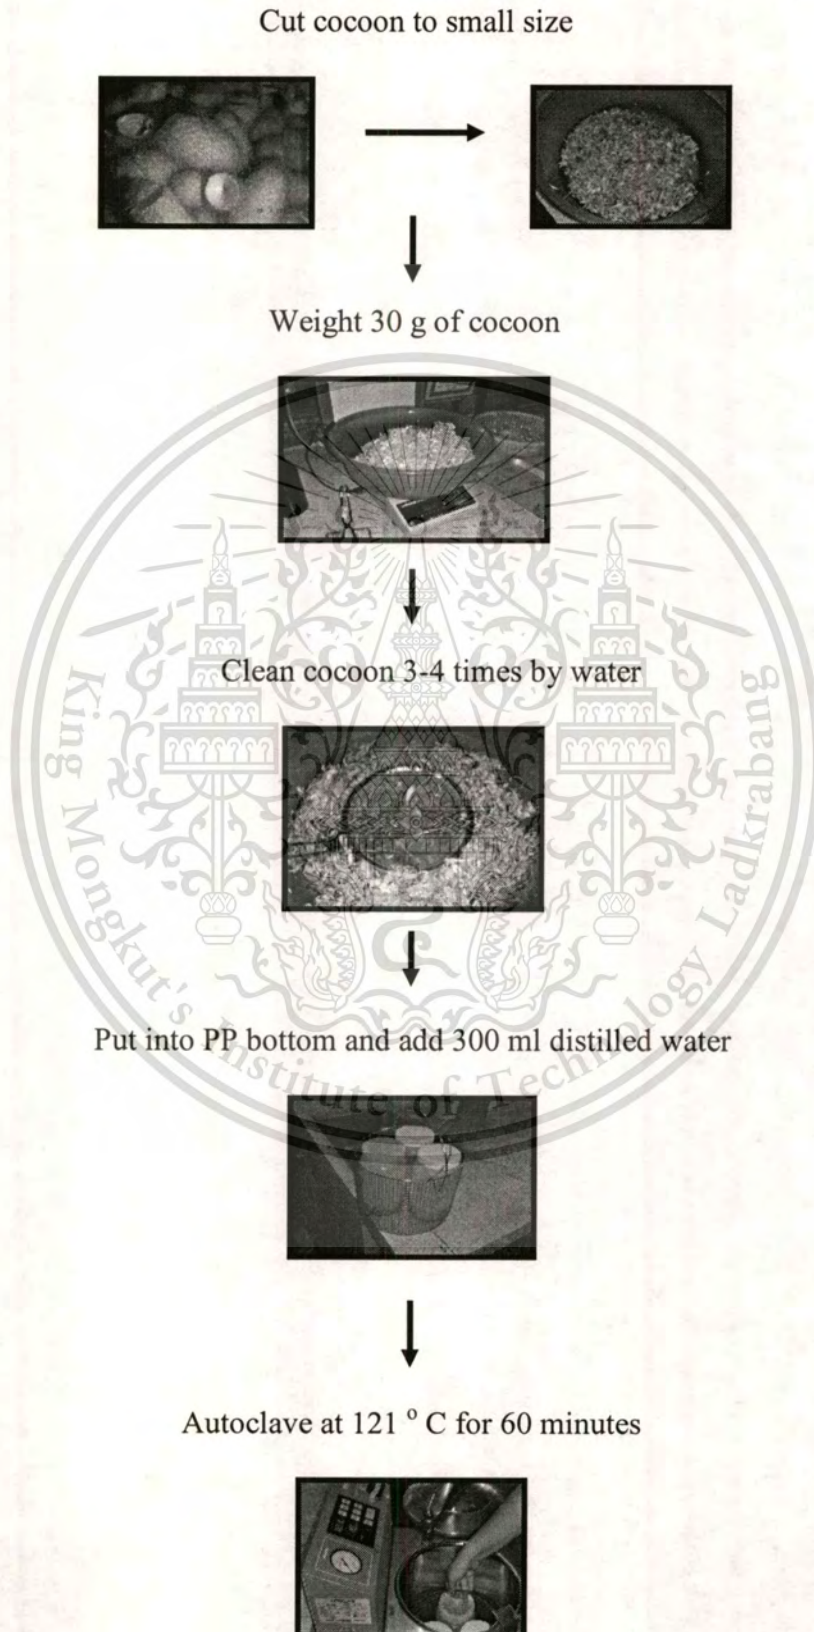 Cut cocoon to small size
Weight 30 g of cocoon
Clean cocoon 3-4 times by water
Put into PP bottom and add 300 ml distilled water
Autoclave at 121 ° C for 60 minutes
King Mongkut's Institute of Technology Ladkrabang